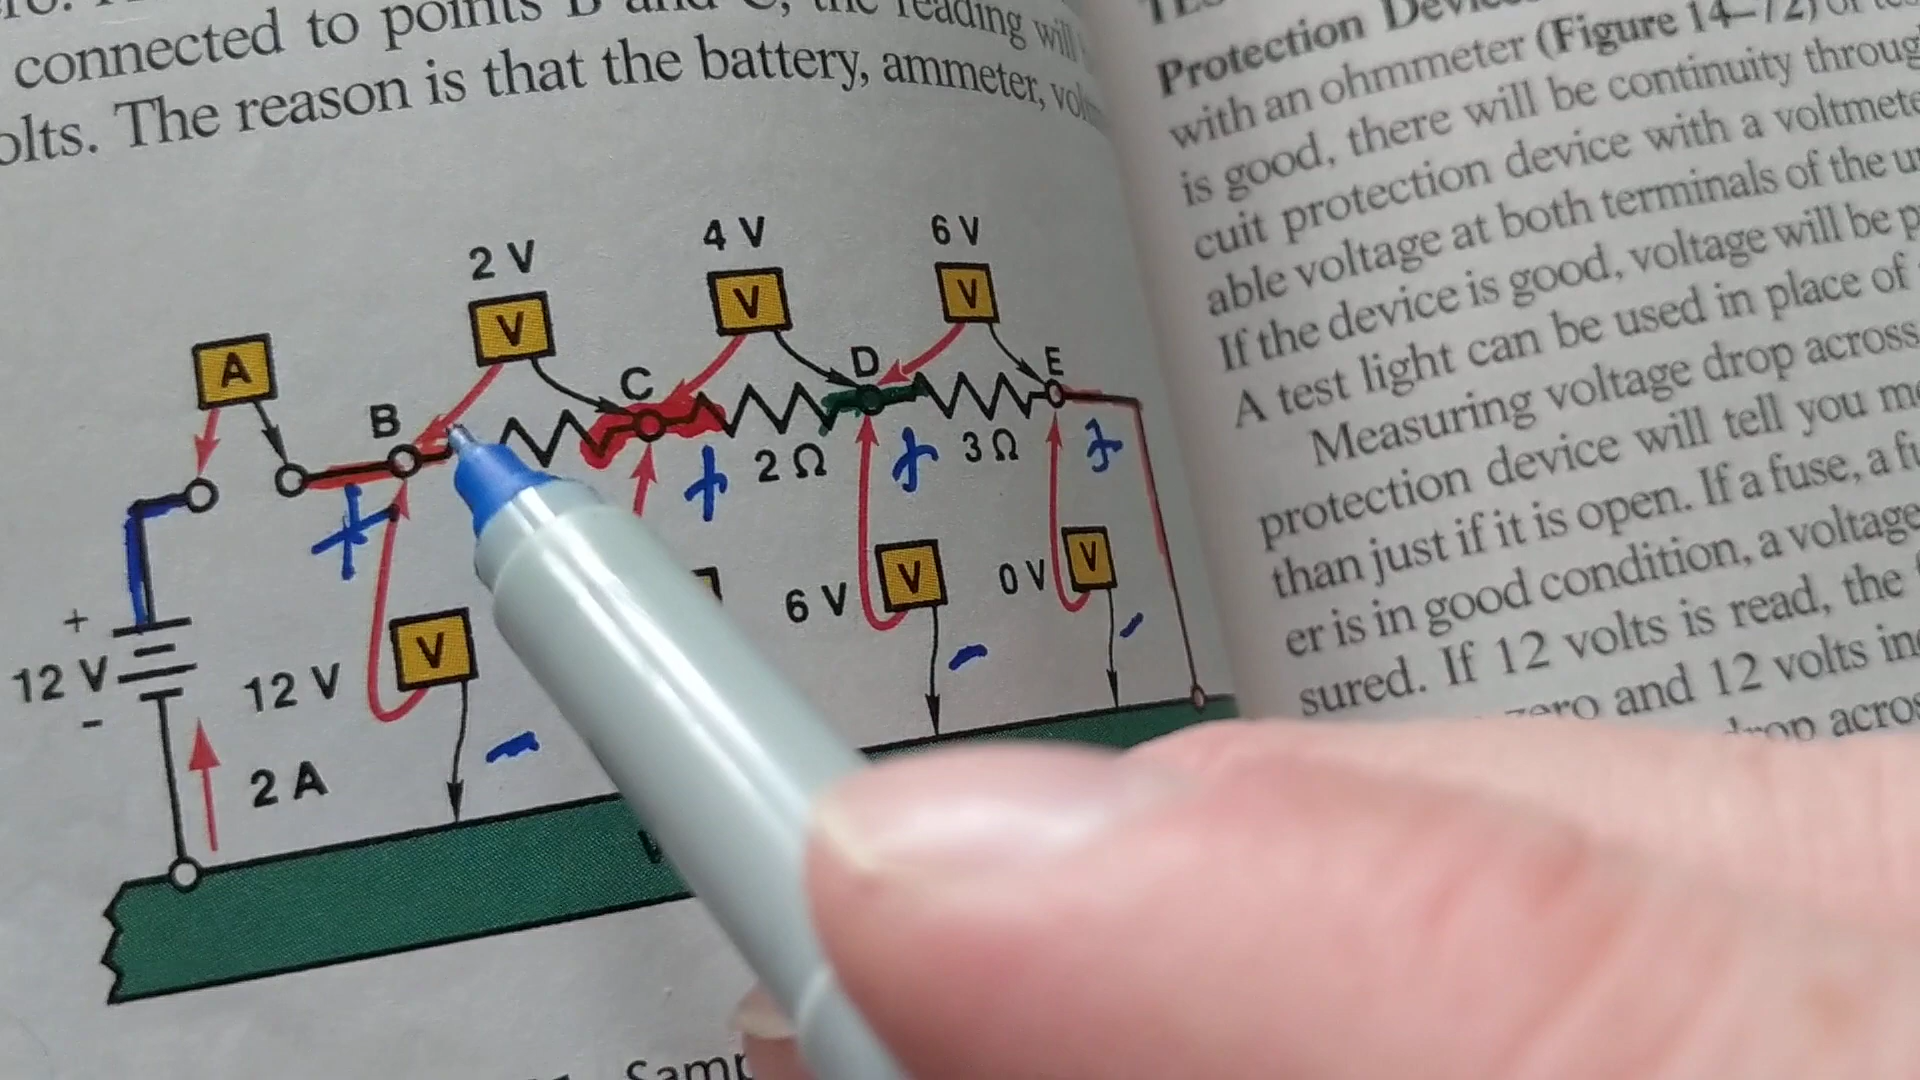 connected to points B and C, the reading will
olts. The reason is that the battery, ammeter,
2 V
4 V
6 V
V
V
V
A
B
C
D
E
2 Ω
3 Ω
+
+
+
+
+
12 V
-
12 V
V
6 V
V
0 V
V
-
-
-
2 A
Protection
with an ohmmeter (Figure 14–72)
is good, there will be continuity throug
cuit protection device with a voltmete
able voltage at both terminals of the u
If the device is good, voltage will be p
A test light can be used in place of
Measuring voltage drop across
protection device will tell you m
than just if it is open. If a fuse, a fu
er is in good condition, a voltage
sured. If 12 volts is read, the
zero and 12 volts in
drop acros